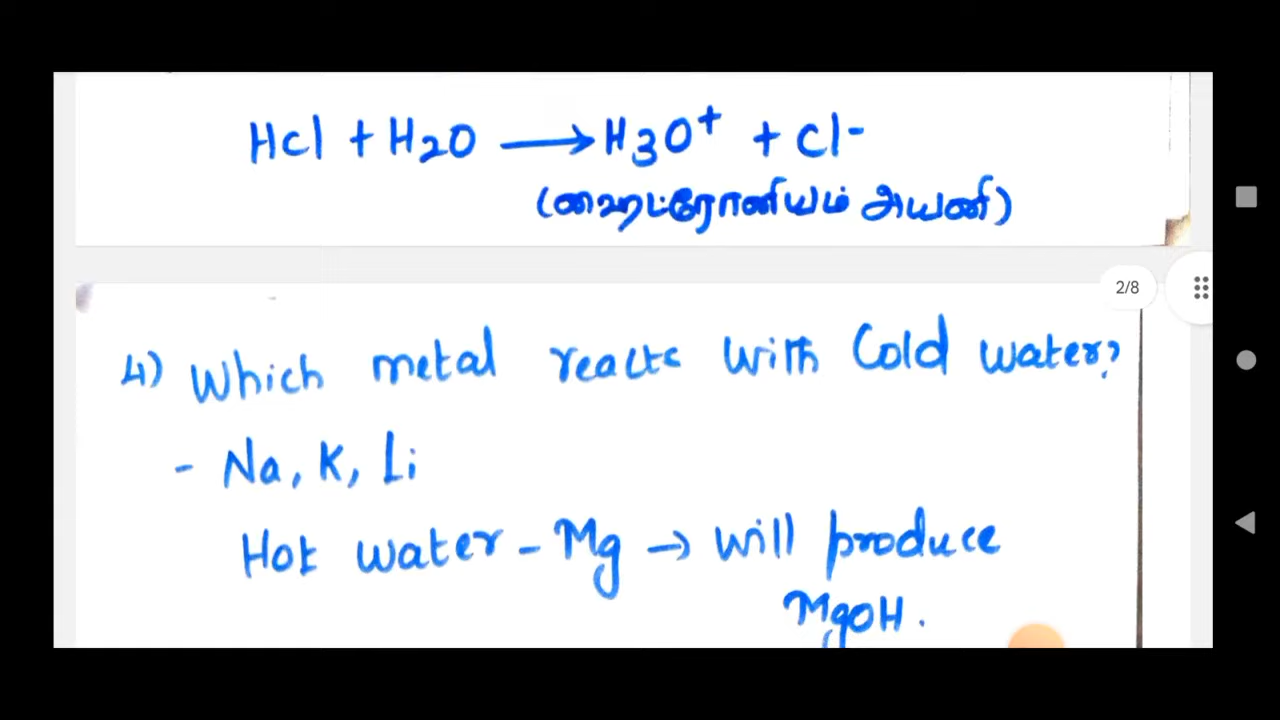 HCl + H2O ⟶ H3O+ + Cl-
(ஹைட்ரோனியம் அயனி)
2/8
4) Which metal reacts with Cold water?
- Na, K, Li
Hot water - Mg → will produce
MgOH.